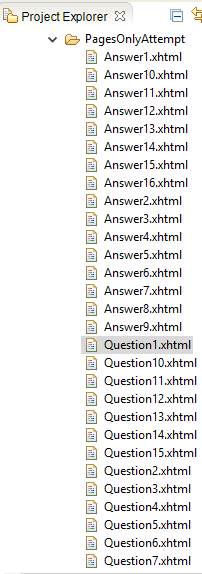 Project Explorer
PagesOnlyAttempt
Answer1.xhtml
Answer10.xhtml
Answer11.xhtml
Answer12.xhtml
Answer13.xhtml
Answer14.xhtml
Answer15.xhtml
Answer16.xhtml
Answer2.xhtml
Answer3.xhtml
Answer4.xhtml
Answer5.xhtml
Answer6.xhtml
Answer7.xhtml
Answer8.xhtml
Answer9.xhtml
Question1.xhtml
Question10.xhtml
Question11.xhtml
Question12.xhtml
Question13.xhtml
Question14.xhtml
Question15.xhtml
Question2.xhtml
Question3.xhtml
Question4.xhtml
Question5.xhtml
Question6.xhtml
Question7.xhtml